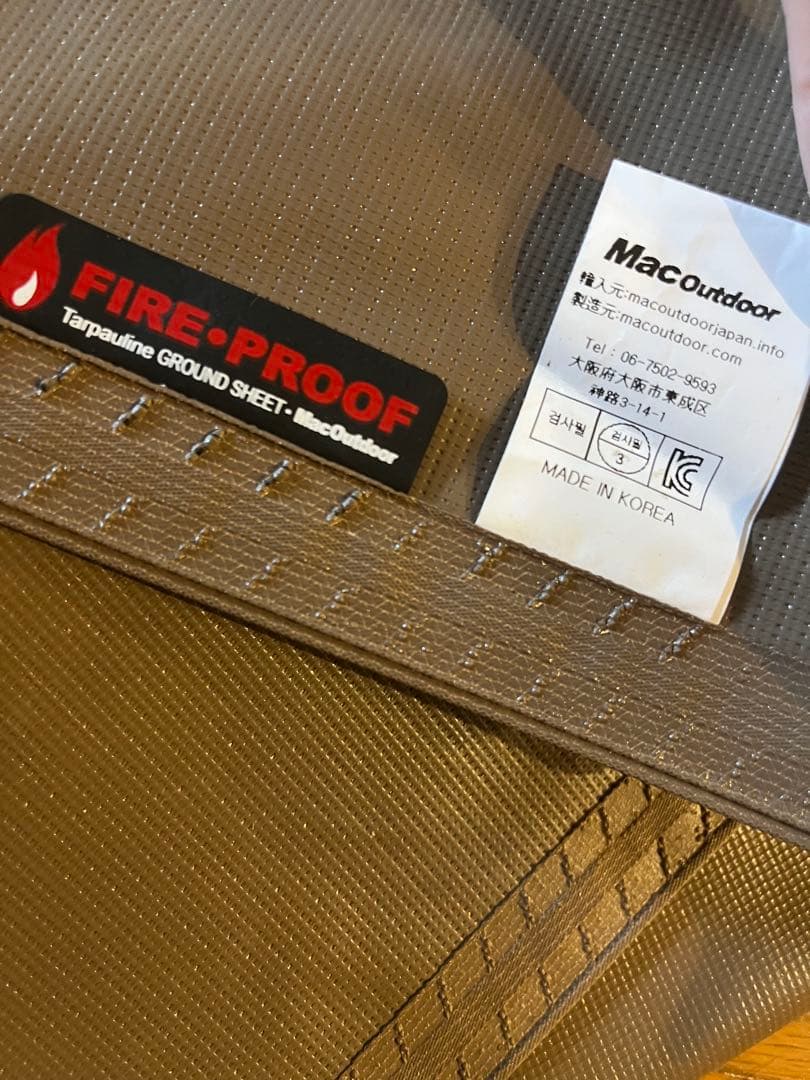 FIRE•PROOF
Tarpauline GROUND SHEET• MacOutdoor
MacOutdoor
輸入元:macoutdoorjapan.info
製造元:macoutdoor.com
Tel : 06-7502-9593
大阪府大阪市東成区
神路3-14-1
검사필
검사필
3
KC
MADE IN KOREA